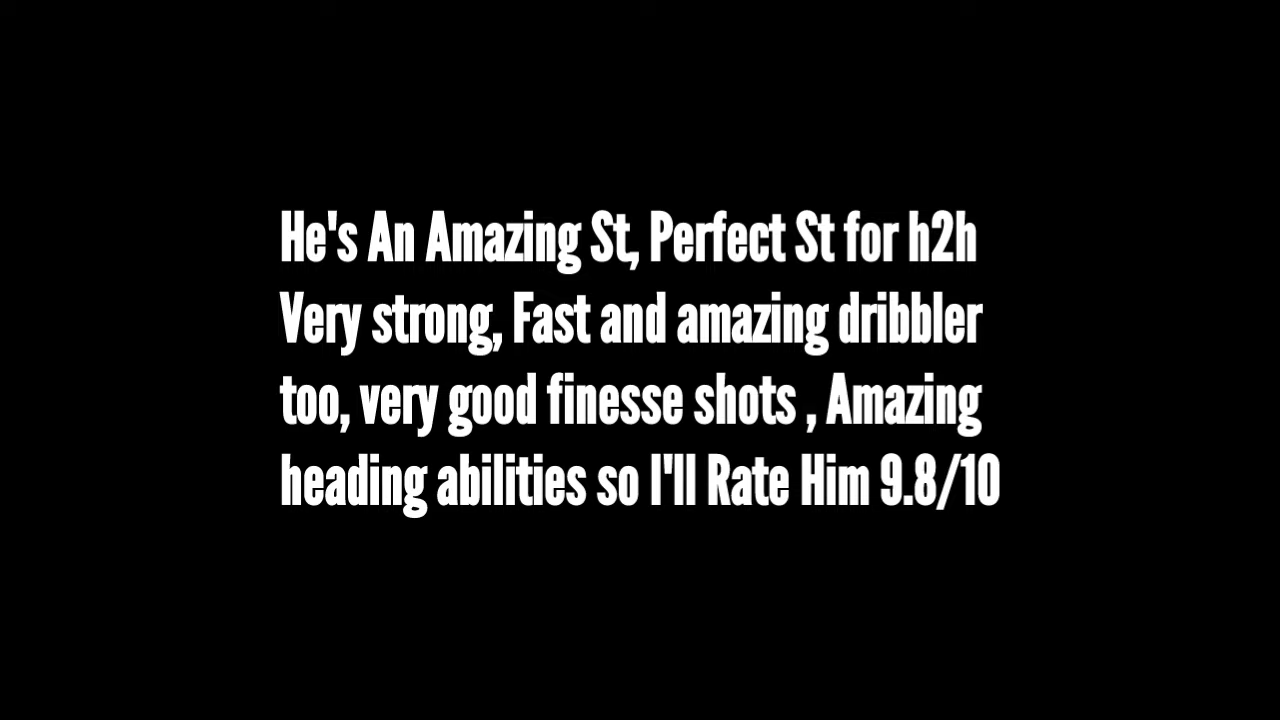 He's An Amazing St, Perfect St for h2h
Very strong, Fast and amazing dribbler
too, very good finesse shots , Amazing
heading abilities so I'll Rate Him 9.8/10